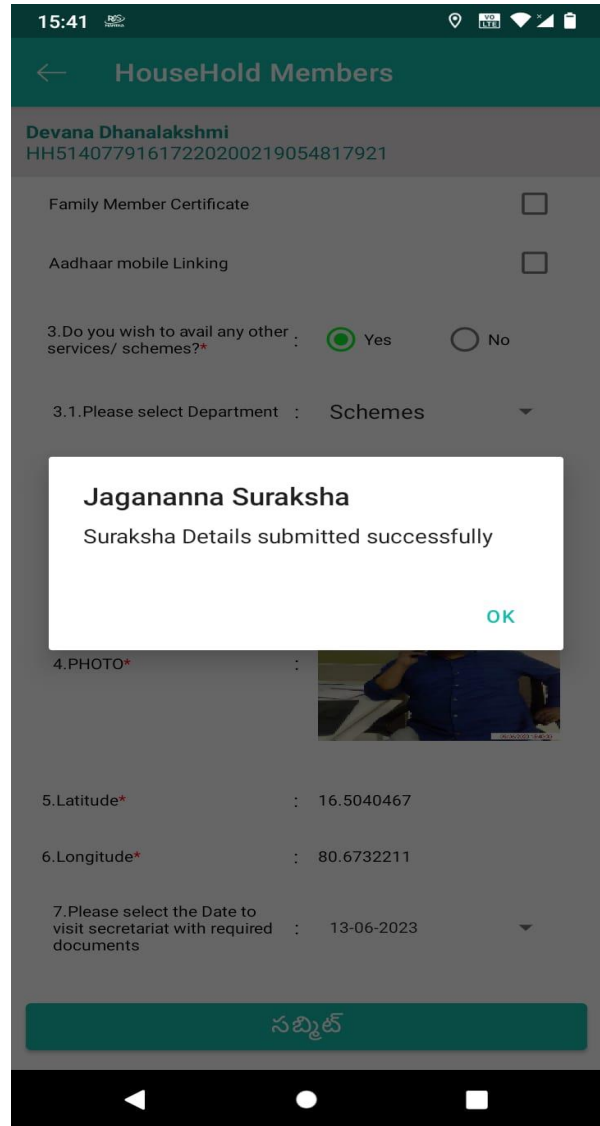 15:41
VO
LTE
HouseHold Members
Devana Dhanalakshmi
HH51407791617220200219054817921
Family Member Certificate
Aadhaar mobile Linking
3.Do you wish to avail any other
services/ schemes?* : Yes No
3.1.Please select Department : Schemes
Jagananna Suraksha
Suraksha Details submitted successfully
OK
4.PHOTO* :
5.Latitude* : 16.5040467
6.Longitude* : 80.6732211
7.Please select the Date to
visit secretariat with required : 13-06-2023
documents
సబ్మిట్